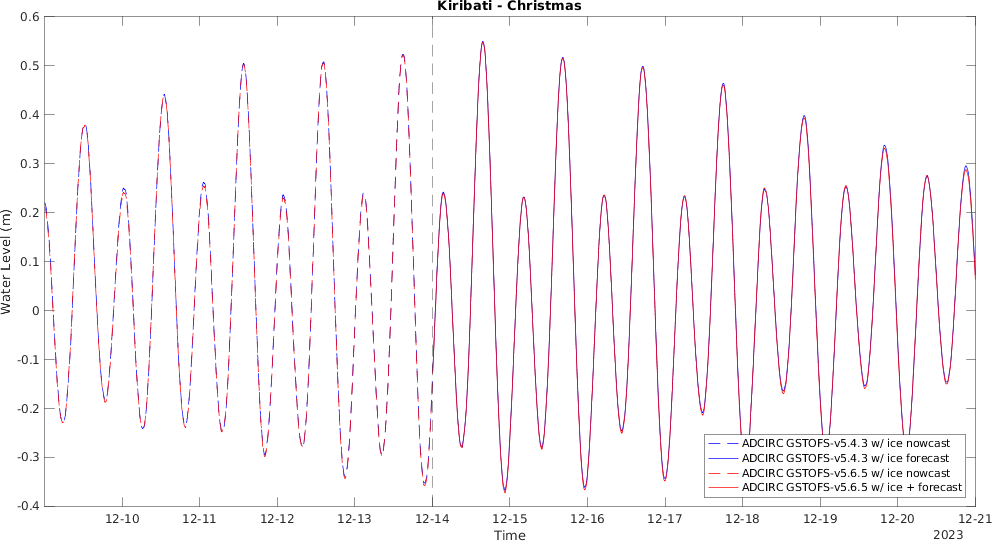 Kiribati - Christmas
0.6
0.5
0.4
0.3
0.2
0.1
0
-0.1
-0.2
-0.3
-0.4
Water Level (m)
ADCIRC GSTOFS-v5.4.3 w/ ice nowcast
ADCIRC GSTOFS-v5.4.3 w/ ice forecast
ADCIRC GSTOFS-v5.6.5 w/ ice nowcast
ADCIRC GSTOFS-v5.6.5 w/ ice + forecast
12-10 12-11 12-12 12-13 12-14 12-15 12-16 12-17 12-18 12-19 12-20 12-21
Time
2023